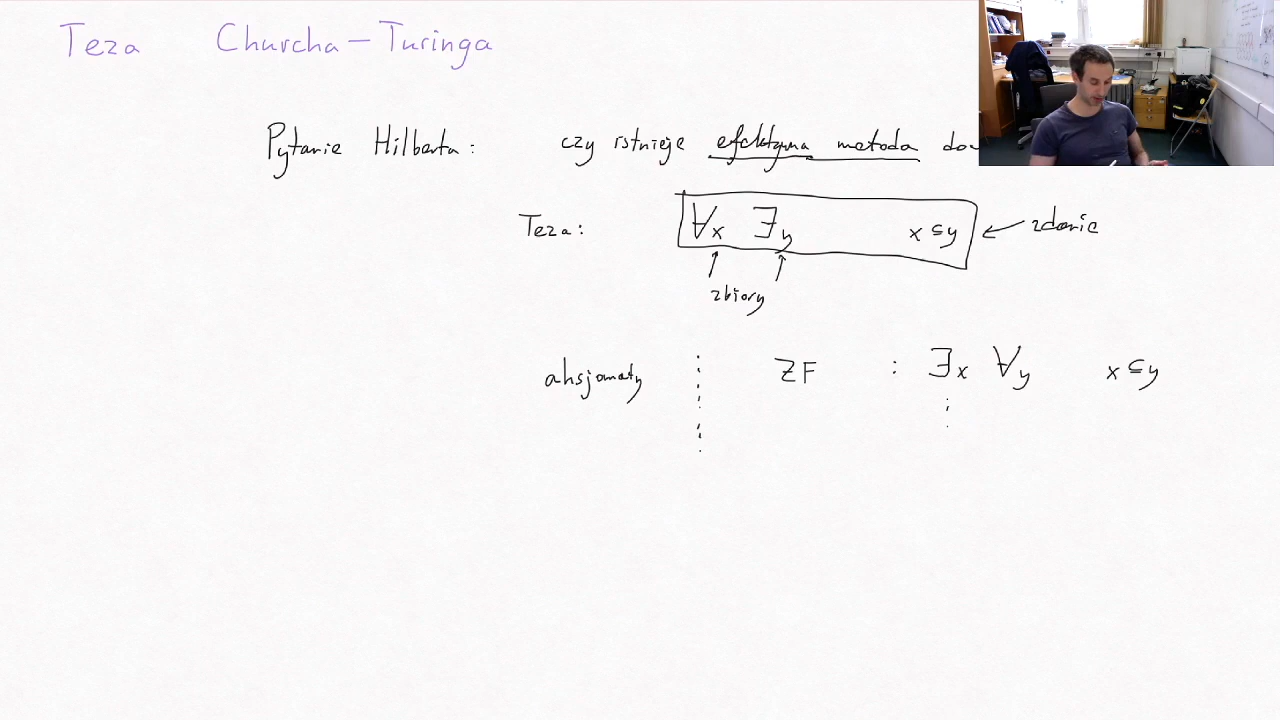 Teza Churcha-Turinga
Pytanie Hilberta: czy istnieje efektywna metoda
Teza: ∀x ∃y x⊆y ← zdanie
zbiory
aksjomaty ZF : ∃x ∀y x⊆y